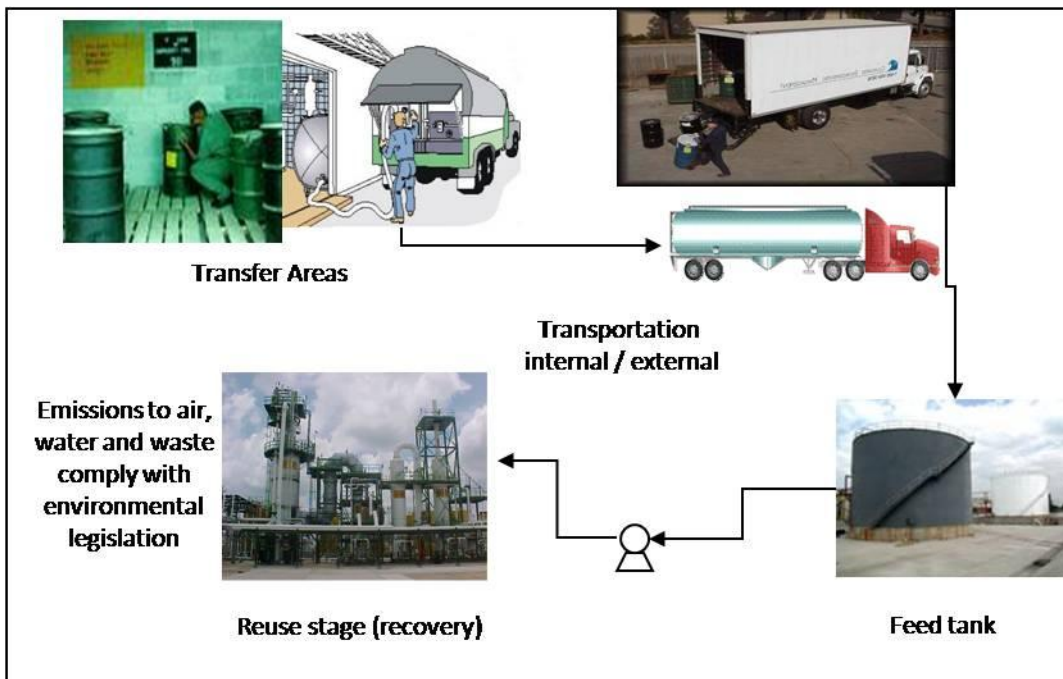 Transfer Areas
Transportation
internal / external
Emissions to air,
water and waste
comply with
environmental
legislation
Reuse stage (recovery)
Feed tank